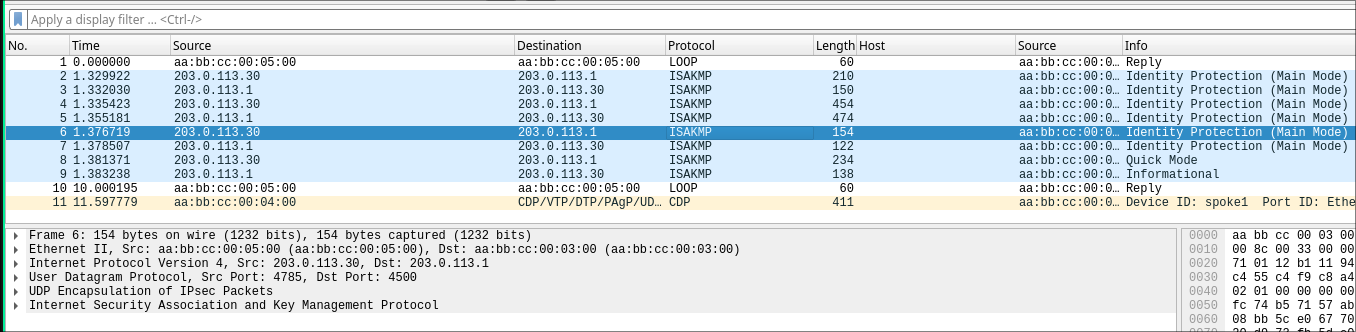 Apply a display filter ... <Ctrl-/>
No. Time Source Destination Protocol Length Host Source Info
1 0.000000 aa:bb:cc:00:05:00 aa:bb:cc:00:05:00 LOOP 60 aa:bb:cc:00:0… Reply
2 1.329922 203.0.113.30 203.0.113.1 ISAKMP 210 aa:bb:cc:00:0… Identity Protection (Main Mode)
3 1.332030 203.0.113.1 203.0.113.30 ISAKMP 150 aa:bb:cc:00:0… Identity Protection (Main Mode)
4 1.335423 203.0.113.30 203.0.113.1 ISAKMP 454 aa:bb:cc:00:0… Identity Protection (Main Mode)
5 1.355181 203.0.113.1 203.0.113.30 ISAKMP 474 aa:bb:cc:00:0… Identity Protection (Main Mode)
6 1.376719 203.0.113.30 203.0.113.1 ISAKMP 154 aa:bb:cc:00:0… Identity Protection (Main Mode)
7 1.378507 203.0.113.1 203.0.113.30 ISAKMP 122 aa:bb:cc:00:0… Identity Protection (Main Mode)
8 1.381371 203.0.113.30 203.0.113.1 ISAKMP 234 aa:bb:cc:00:0… Quick Mode
9 1.383238 203.0.113.1 203.0.113.30 ISAKMP 138 aa:bb:cc:00:0… Informational
10 10.000195 aa:bb:cc:00:05:00 aa:bb:cc:00:05:00 LOOP 60 aa:bb:cc:00:0… Reply
11 11.597779 aa:bb:cc:00:04:00 CDP/VTP/DTP/PAgP/UD… CDP 411 aa:bb:cc:00:0… Device ID: spoke1 Port ID: Ethe
Frame 6: 154 bytes on wire (1232 bits), 154 bytes captured (1232 bits)
Ethernet II, Src: aa:bb:cc:00:05:00 (aa:bb:cc:00:05:00), Dst: aa:bb:cc:00:03:00 (aa:bb:cc:00:03:00)
Internet Protocol Version 4, Src: 203.0.113.30, Dst: 203.0.113.1
User Datagram Protocol, Src Port: 4785, Dst Port: 4500
UDP Encapsulation of IPsec Packets
Internet Security Association and Key Management Protocol
0000 aa bb cc 00 03 00
0010 00 8c 00 33 00 00
0020 71 01 12 b1 11 94
0030 c4 55 c4 f9 c8 a4
0040 02 01 00 00 00 00
0050 fc 74 b5 71 57 ab
0060 08 bb 5c e0 67 70